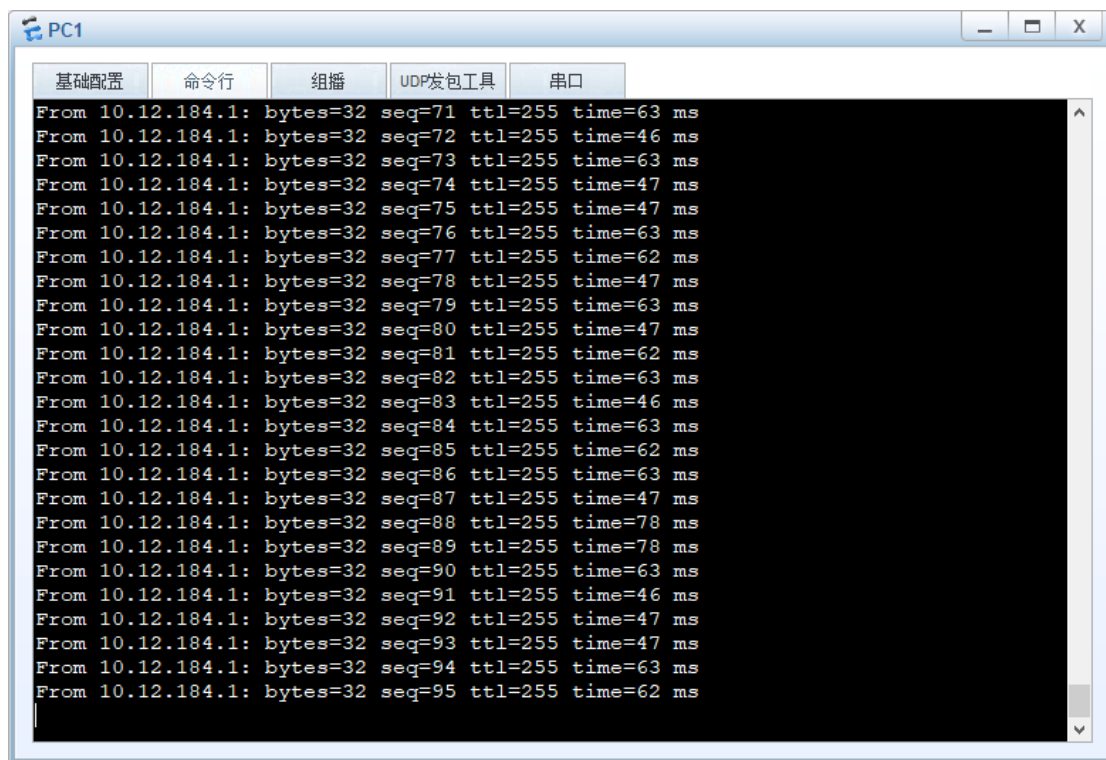 PC1
X
基础配置 命令行 组播 UDP发包工具 串口
From 10.12.184.1: bytes=32 seq=71 ttl=255 time=63 ms
From 10.12.184.1: bytes=32 seq=72 ttl=255 time=46 ms
From 10.12.184.1: bytes=32 seq=73 ttl=255 time=63 ms
From 10.12.184.1: bytes=32 seq=74 ttl=255 time=47 ms
From 10.12.184.1: bytes=32 seq=75 ttl=255 time=47 ms
From 10.12.184.1: bytes=32 seq=76 ttl=255 time=63 ms
From 10.12.184.1: bytes=32 seq=77 ttl=255 time=62 ms
From 10.12.184.1: bytes=32 seq=78 ttl=255 time=47 ms
From 10.12.184.1: bytes=32 seq=79 ttl=255 time=63 ms
From 10.12.184.1: bytes=32 seq=80 ttl=255 time=47 ms
From 10.12.184.1: bytes=32 seq=81 ttl=255 time=62 ms
From 10.12.184.1: bytes=32 seq=82 ttl=255 time=63 ms
From 10.12.184.1: bytes=32 seq=83 ttl=255 time=46 ms
From 10.12.184.1: bytes=32 seq=84 ttl=255 time=63 ms
From 10.12.184.1: bytes=32 seq=85 ttl=255 time=62 ms
From 10.12.184.1: bytes=32 seq=86 ttl=255 time=63 ms
From 10.12.184.1: bytes=32 seq=87 ttl=255 time=47 ms
From 10.12.184.1: bytes=32 seq=88 ttl=255 time=78 ms
From 10.12.184.1: bytes=32 seq=89 ttl=255 time=78 ms
From 10.12.184.1: bytes=32 seq=90 ttl=255 time=63 ms
From 10.12.184.1: bytes=32 seq=91 ttl=255 time=46 ms
From 10.12.184.1: bytes=32 seq=92 ttl=255 time=47 ms
From 10.12.184.1: bytes=32 seq=93 ttl=255 time=47 ms
From 10.12.184.1: bytes=32 seq=94 ttl=255 time=63 ms
From 10.12.184.1: bytes=32 seq=95 ttl=255 time=62 ms